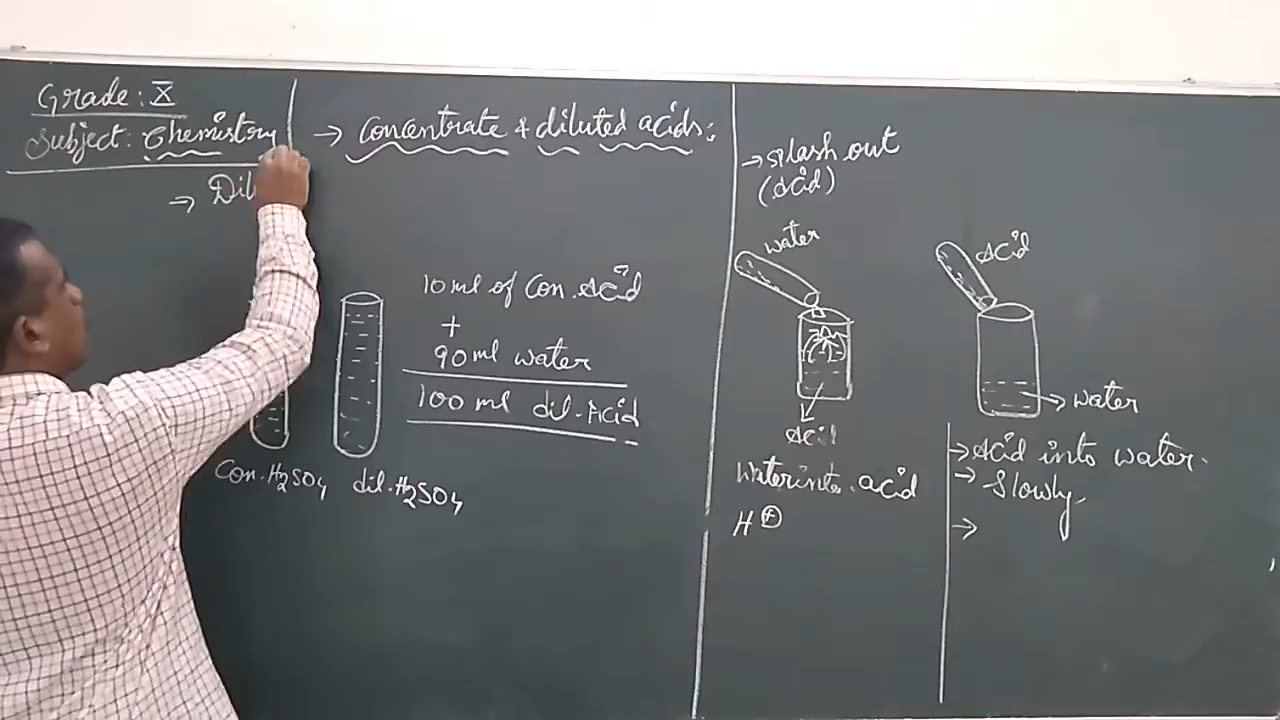 Grade: X
Subject: Chemistry
→ Dil
→ Concentrate & diluted acids:
10 ml of Con. Acid
+
90 ml water
100 ml dil. Acid
Con. H2SO4 dil. H2SO4
→ splash out
(Acid)
water
Acid
Water into. acid
H⊕
Acid
→ water
→ Acid into water.
→ Slowly.
→